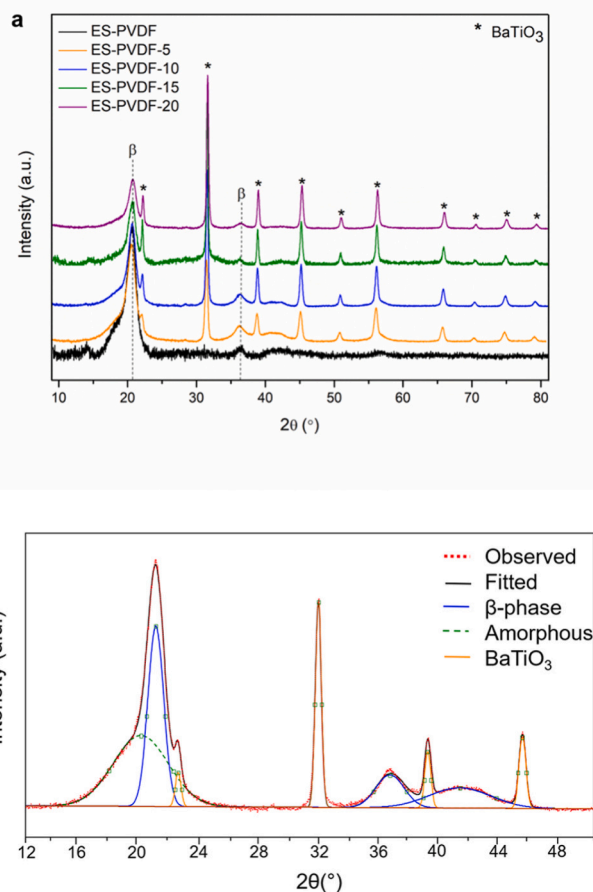 a
ES-PVDF
ES-PVDF-5
ES-PVDF-10
ES-PVDF-15
ES-PVDF-20
* BaTiO3
β
*
*
β
*
*
*
*
*
*
*
*
Intensity (a.u.)
10 20 30 40 50 60 70 80
2θ (°)
Observed
Fitted
β-phase
Amorphous
BaTiO3
12 16 20 24 28 32 36 40 44 48
2θ(°)